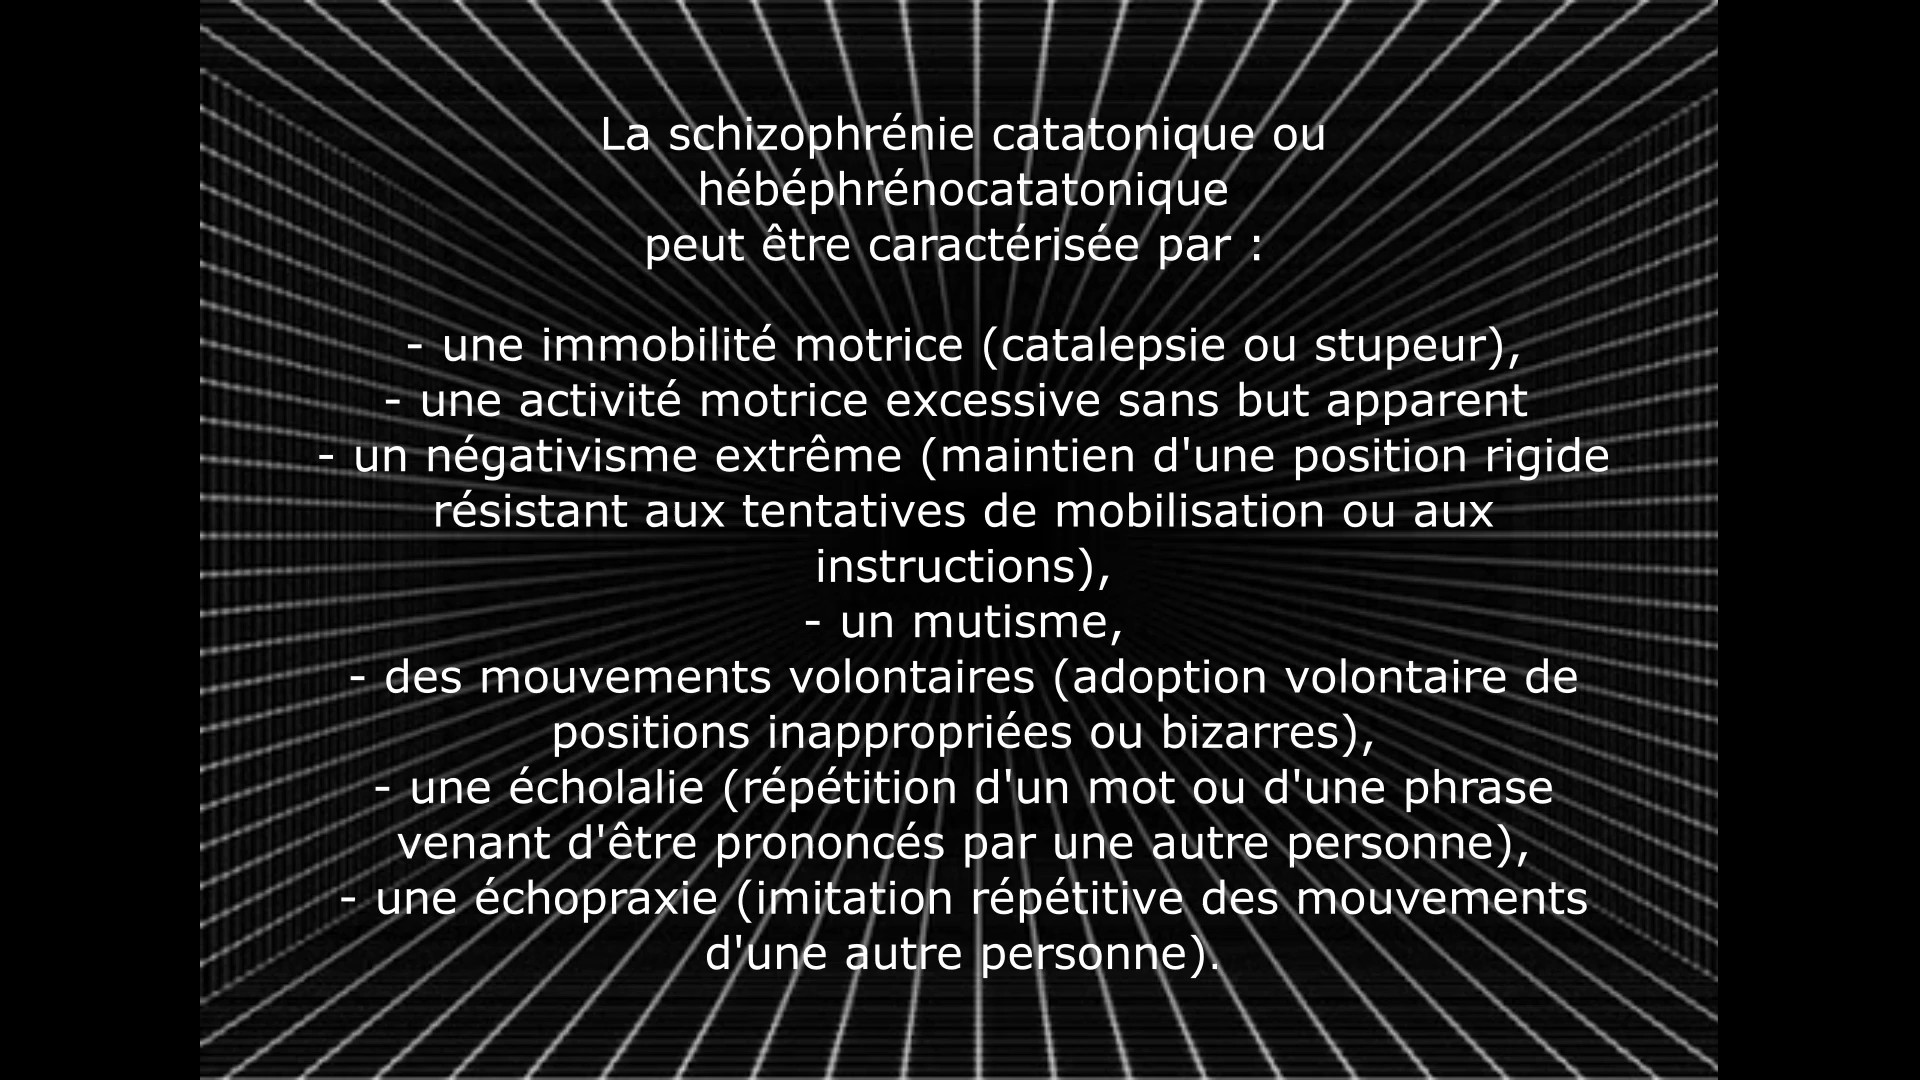 La schizophrénie catatonique ou
hébéphrénocatatonique
peut être caractérisée par :
- une immobilité motrice (catalepsie ou stupeur),
- une activité motrice excessive sans but apparent
- un négativisme extrême (maintien d'une position rigide
résistant aux tentatives de mobilisation ou aux
instructions),
- un mutisme,
- des mouvements volontaires (adoption volontaire de
positions inappropriées ou bizarres),
- une écholalie (répétition d'un mot ou d'une phrase
venant d'être prononcés par une autre personne),
- une échopraxie (imitation répétitive des mouvements
d'une autre personne).